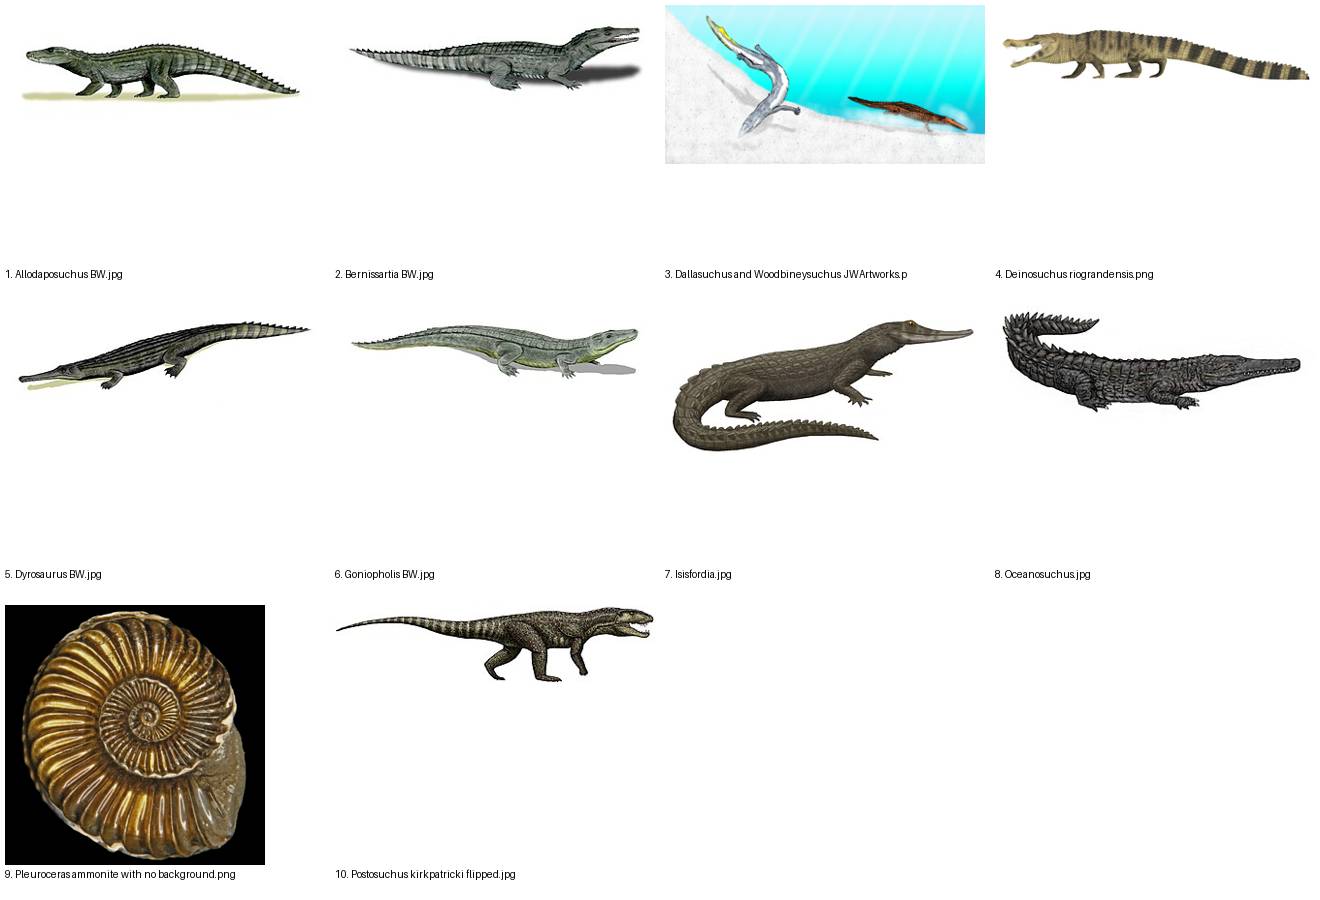 1. Allodaposuchus BW.jpg
2. Bernissartia BW.jpg
3. Dallasuchus and Woodbineysuchus JWArtworks.p
4. Deinosuchus riograndensis.png
5. Dyrosaurus BW.jpg
6. Goniopholis BW.jpg
7. Isisfordia.jpg
8. Oceanosuchus.jpg
9. Pleuroceras ammonite with no background.png
10. Postosuchus kirkpatricki flipped.jpg